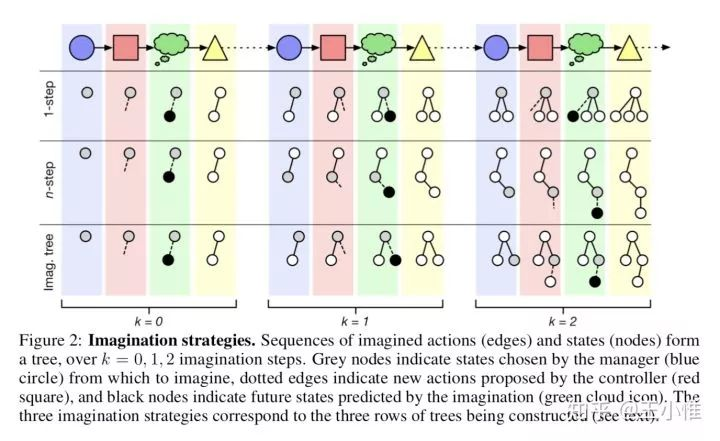 1-step
n-step
Imag. tree
k = 0
k = 1
k = 2
Figure 2: Imagination strategies. Sequences of imagined actions (edges) and states (nodes) form
a tree, over k = 0, 1, 2 imagination steps. Grey nodes indicate states chosen by the manager (blue
circle) from which to imagine, dotted edges indicate new actions proposed by the controller (red
square), and black nodes indicate future states predicted by the imagination (green cloud icon). The
three imagination strategies correspond to the three rows of trees being constructed (see text).
知乎 @王小惟